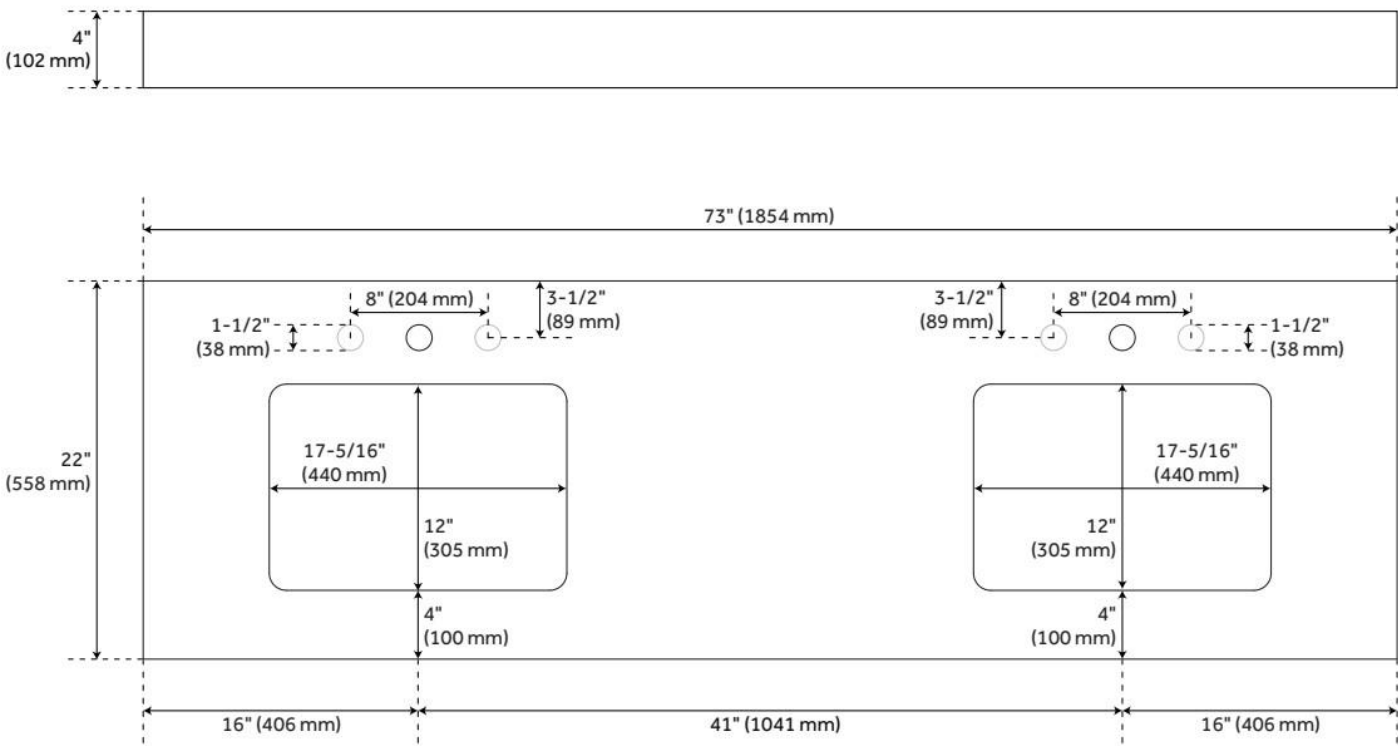 4"
(102 mm)
73" (1854 mm)
8" (204 mm)
3-1/2"
(89 mm)
3-1/2"
(89 mm)
8" (204 mm)
1-1/2"
(38 mm)
1-1/2"
(38 mm)
17-5/16"
(440 mm)
17-5/16"
(440 mm)
22"
(558 mm)
12"
(305 mm)
12"
(305 mm)
4"
(100 mm)
4"
(100 mm)
16" (406 mm)
41" (1041 mm)
16" (406 mm)